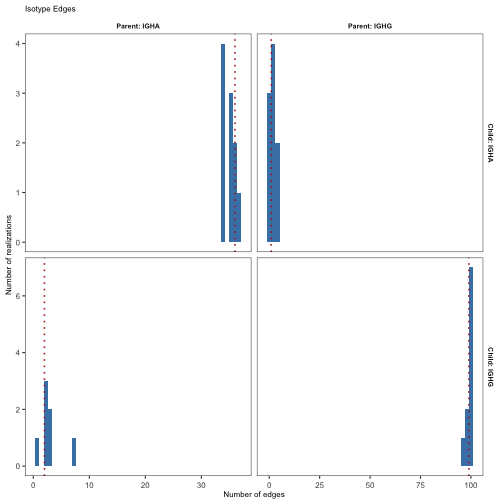 Isotype Edges
Parent: IGHA
Parent: IGHG
4
3
2
1
0
Child: IGHA
6
4
2
0
Child: IGHG
Number of realizations
0
10
20
30
0
25
50
75
100
Number of edges